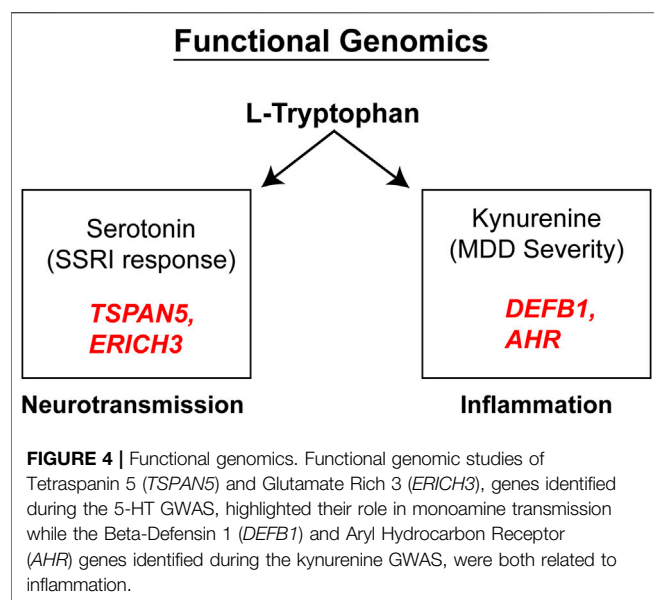 Functional Genomics
L-Tryptophan
Serotonin
(SSRI response)
TSPAN5,
ERICH3
Neurotransmission
Kynurenine
(MDD Severity)
DEFB1,
AHR
Inflammation
FIGURE 4 | Functional genomics. Functional genomic studies of
Tetraspanin 5 (TSPAN5) and Glutamate Rich 3 (ERICH3), genes identified
during the 5-HT GWAS, highlighted their role in monoamine transmission
while the Beta-Defensin 1 (DEFB1) and Aryl Hydrocarbon Receptor
(AHR) genes identified during the kynurenine GWAS, were both related to
inflammation.